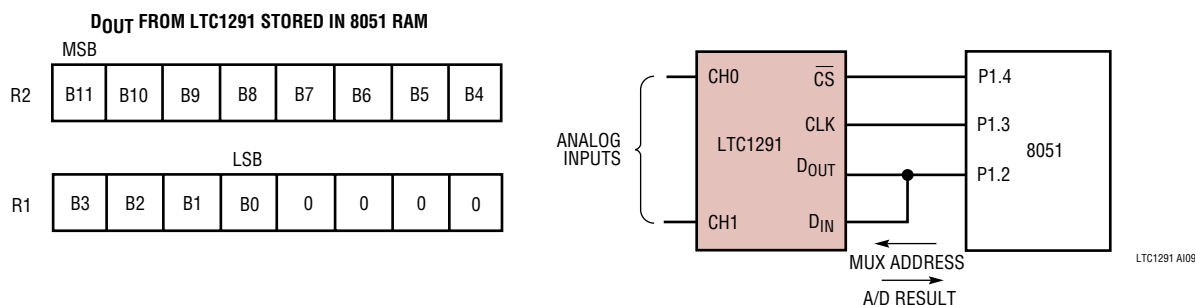 DOUT FROM LTC1291 STORED IN 8051 RAM
MSB
R2 B11 B10 B9 B8 B7 B6 B5 B4
LSB
R1 B3 B2 B1 B0 0 0 0 0
ANALOG
INPUTS
CH0
CH1
LTC1291
CS
CLK
DOUT
DIN
P1.4
P1.3
P1.2
8051
MUX ADDRESS
A/D RESULT
LTC1291 AI09